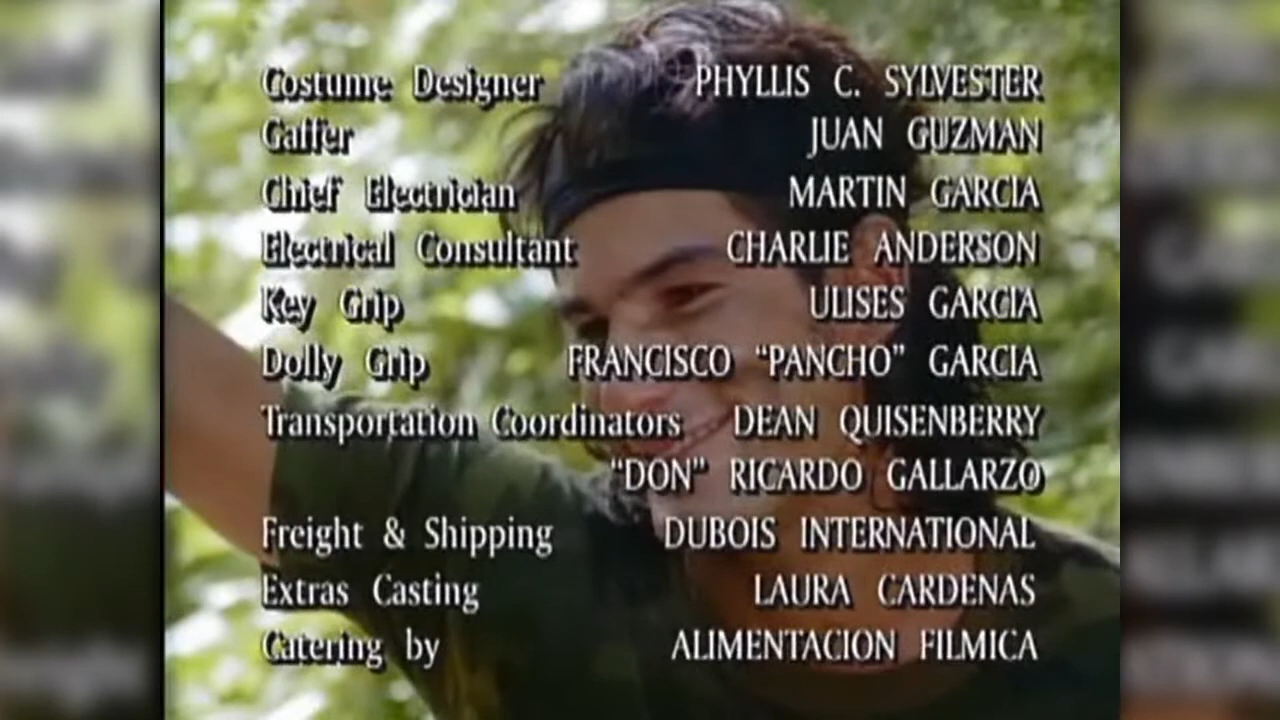 Costume Designer PHYLLIS C. SYLVESTER
Gaffer JUAN GUZMAN
Chief Electrician MARTIN GARCIA
Electrical Consultant CHARLIE ANDERSON
Key Grip ULISES GARCIA
Dolly Grip FRANCISCO “PANCHO” GARCIA
Transportation Coordinators DEAN QUISENBERRY
“DON” RICARDO GALLARZO
Freight & Shipping DUBOIS INTERNATIONAL
Extras Casting LAURA CARDENAS
Catering by ALIMENTACION FILMICA